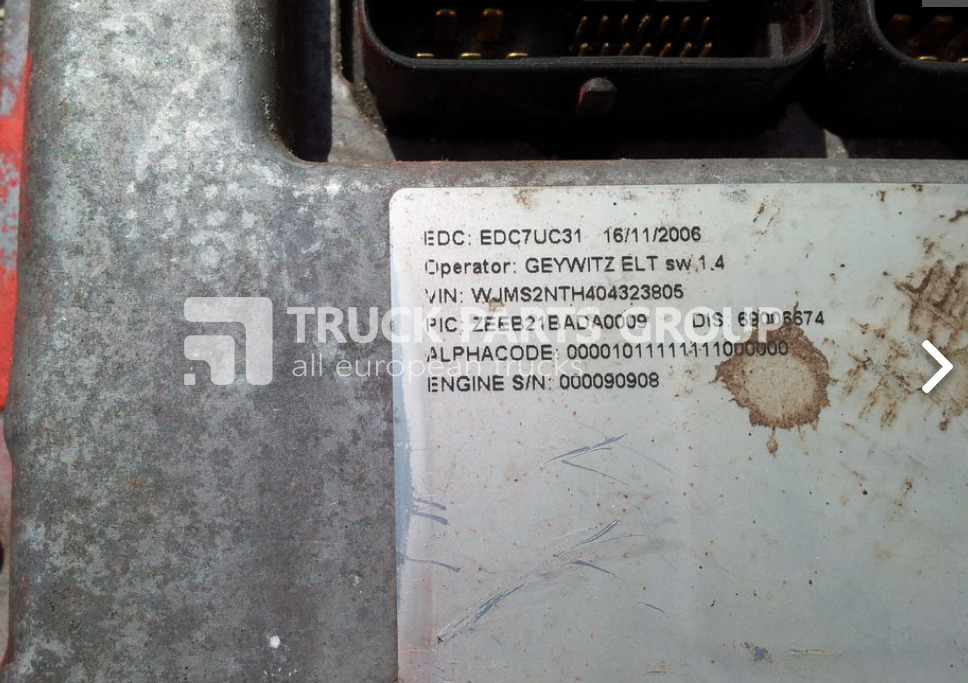 EDC: EDC7UC31 16/11/2006
Operator: GEYWITZ ELT sw 1.4
VIN: WJMS2NTH404323805
PIC: ZEEB21BADA0009 DIS: 69006674
TRUCK PARTS GROUP
ALPHACODE: 00001011111111000000
all european trucks
ENGINE S/N: 000090908